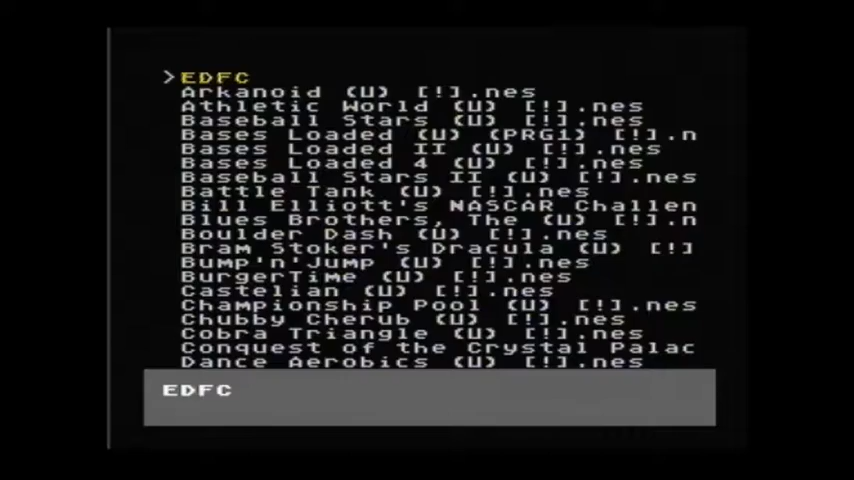 >EDFC
Arkanoid (U) [!].nes
Athletic World (U) [!].nes
Baseball Stars (U) [!].nes
Bases Loaded (U) (PRG1) [!].n
Bases Loaded II (U) [!].nes
Bases Loaded 4 (U) [!].nes
Baseball Stars II (U) [!].nes
Battle Tank (U) [!].nes
Bill Elliott's NASCAR Challen
Blues Brothers, The (U) [!].n
Boulder Dash (U) [!].nes
Bram Stoker's Dracula (U) [!]
Bump'n'Jump (U) [!].nes
BurgerTime (U) [!].nes
Castelian (U) [!].nes
Championship Pool (U) [!].nes
Chubby Cherub (U) [!].nes
Cobra Triangle (U) [!].nes
Conquest of the Crystal Palac
Dance Aerobics (U) [!].nes
EDFC